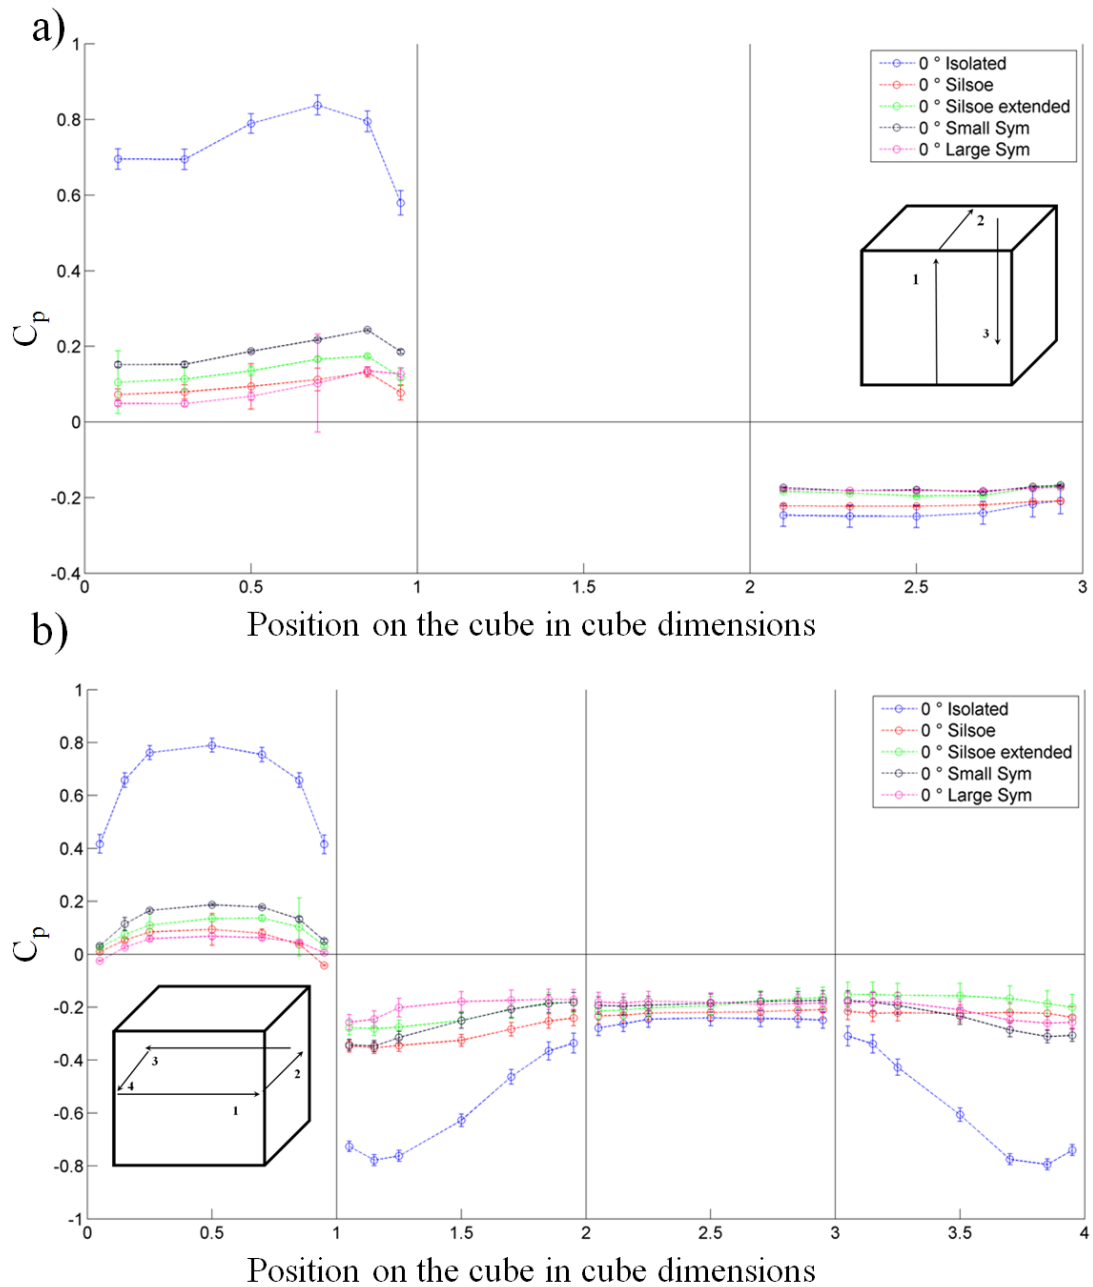 a)
1
0.8
0.6
0.4
0.2
0
-0.2
-0.4
C_p
0 ° Isolated
0 ° Silsoe
0 ° Silsoe extended
0 ° Small Sym
0 ° Large Sym
2
1
3
0 0.5 1 1.5 2 2.5 3
Position on the cube in cube dimensions
b)
1
0.8
0.6
0.4
0.2
0
-0.2
-0.4
-0.6
-0.8
-1
C_p
0 ° Isolated
0 ° Silsoe
0 ° Silsoe extended
0 ° Small Sym
0 ° Large Sym
3
2
4
1
0 0.5 1 1.5 2 2.5 3 3.5 4
Position on the cube in cube dimensions